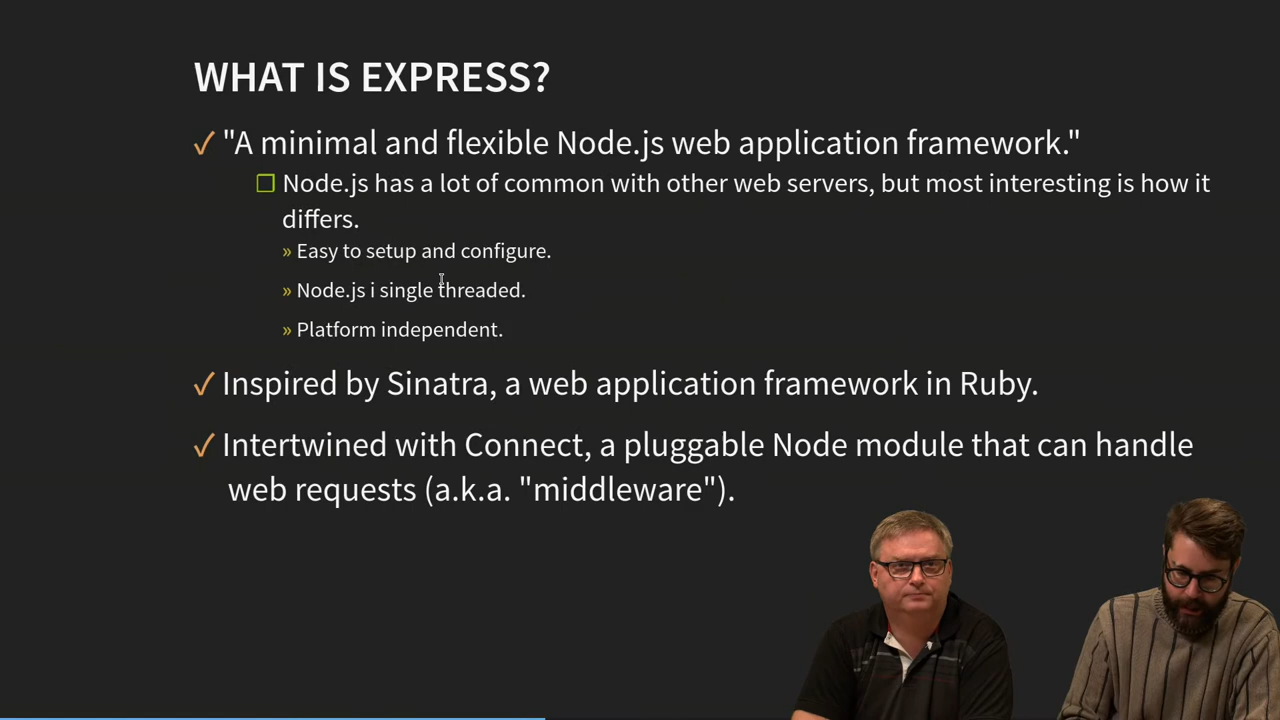 WHAT IS EXPRESS?
✓ "A minimal and flexible Node.js web application framework."
❒ Node.js has a lot of common with other web servers, but most interesting is how it
differs.
» Easy to setup and configure.
» Node.js i single threaded.
» Platform independent.
✓ Inspired by Sinatra, a web application framework in Ruby.
✓ Intertwined with Connect, a pluggable Node module that can handle
web requests (a.k.a. "middleware").